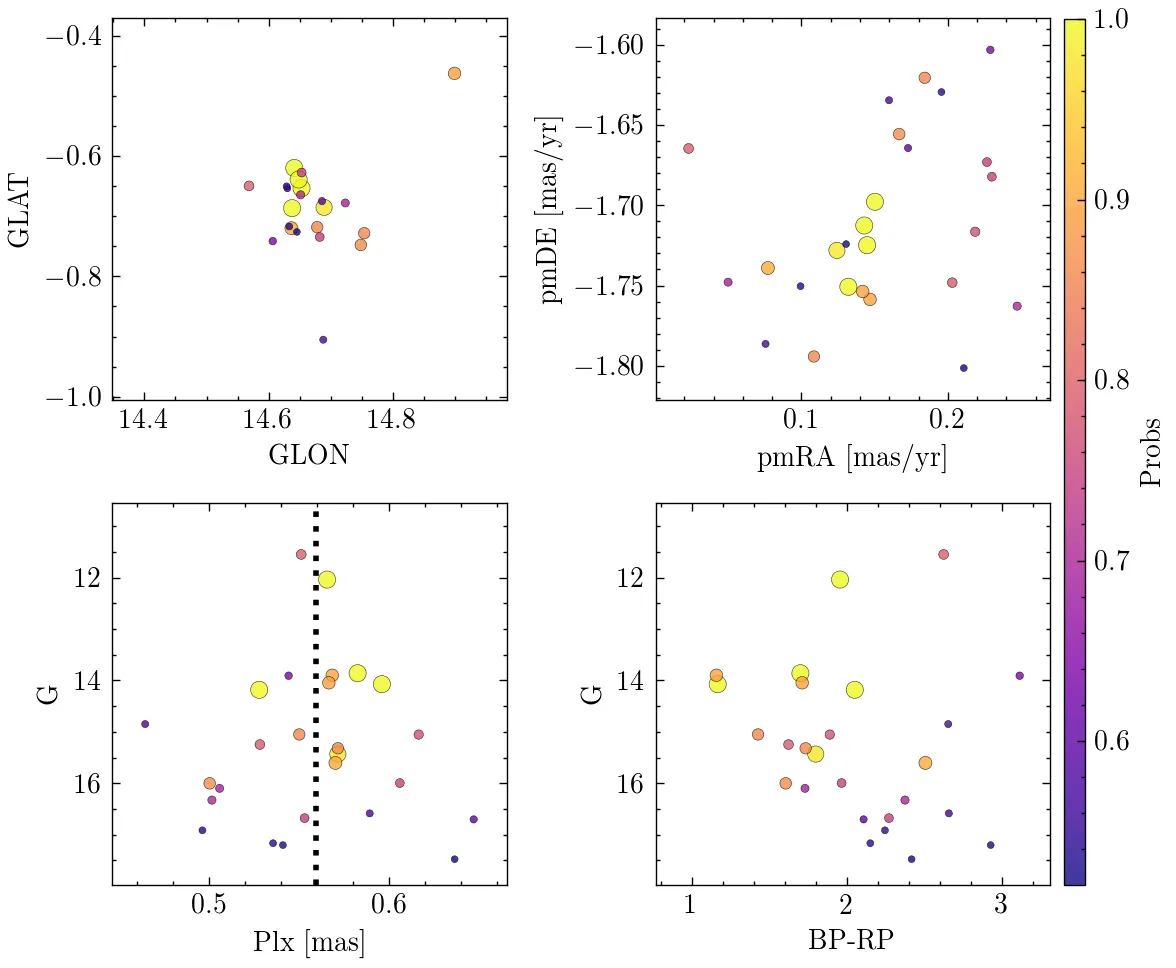 −0.4
−0.6
−0.8
−1.0
GLAT
14.4 14.6 14.8
GLON
−1.60
−1.65
−1.70
−1.75
−1.80
pmDE [mas/yr]
0.1 0.2
pmRA [mas/yr]
12
14
16
G
0.5 0.6
Plx [mas]
12
14
16
G
1 2 3
BP-RP
1.0
0.9
0.8
0.7
0.6
Probs